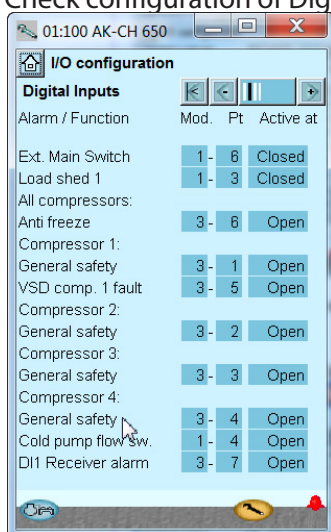 Check configuration of Dig
01:100 AK-CH 650
I/O configuration
Digital Inputs
Alarm / Function Mod. Pt Active at
Ext. Main Switch 1 - 6 Closed
Load shed 1 1 - 3 Closed
All compressors:
Anti freeze 3 - 6 Open
Compressor 1:
General safety 3 - 1 Open
VSD comp. 1 fault 3 - 5 Open
Compressor 2:
General safety 3 - 2 Open
Compressor 3:
General safety 3 - 3 Open
Compressor 4:
General safety 3 - 4 Open
Cold pump flow sw. 1 - 4 Open
DI1 Receiver alarm 3 - 7 Open